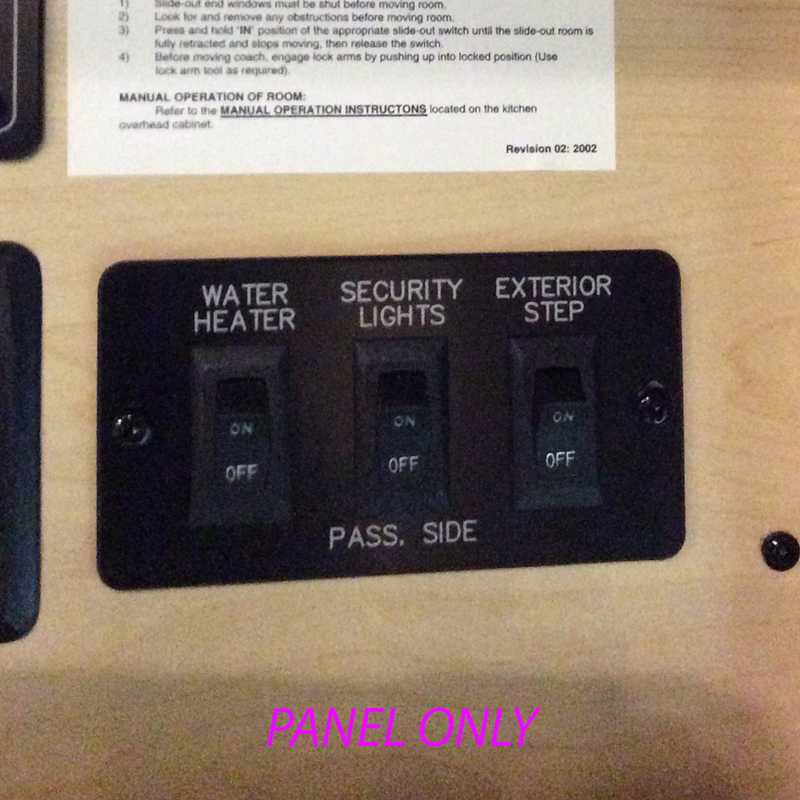 1) Slide-out end windows must be shut before moving room.
2) Look for and remove any obstructions before moving room.
3) Press and hold 'IN' position of the appropriate slide-out switch until the slide-out room is
fully retracted and stops moving, then release the switch.
4) Before moving coach, engage lock arms by pushing up into locked position (Use
lock arm tool as required).
MANUAL OPERATION OF ROOM:
Refer to the MANUAL OPERATION INSTRUCTONS located on the kitchen
overhead cabinet.
Revision 02: 2002
WATER HEATER
SECURITY LIGHTS
EXTERIOR STEP
ON
OFF
ON
OFF
ON
OFF
PASS. SIDE
PANEL ONLY